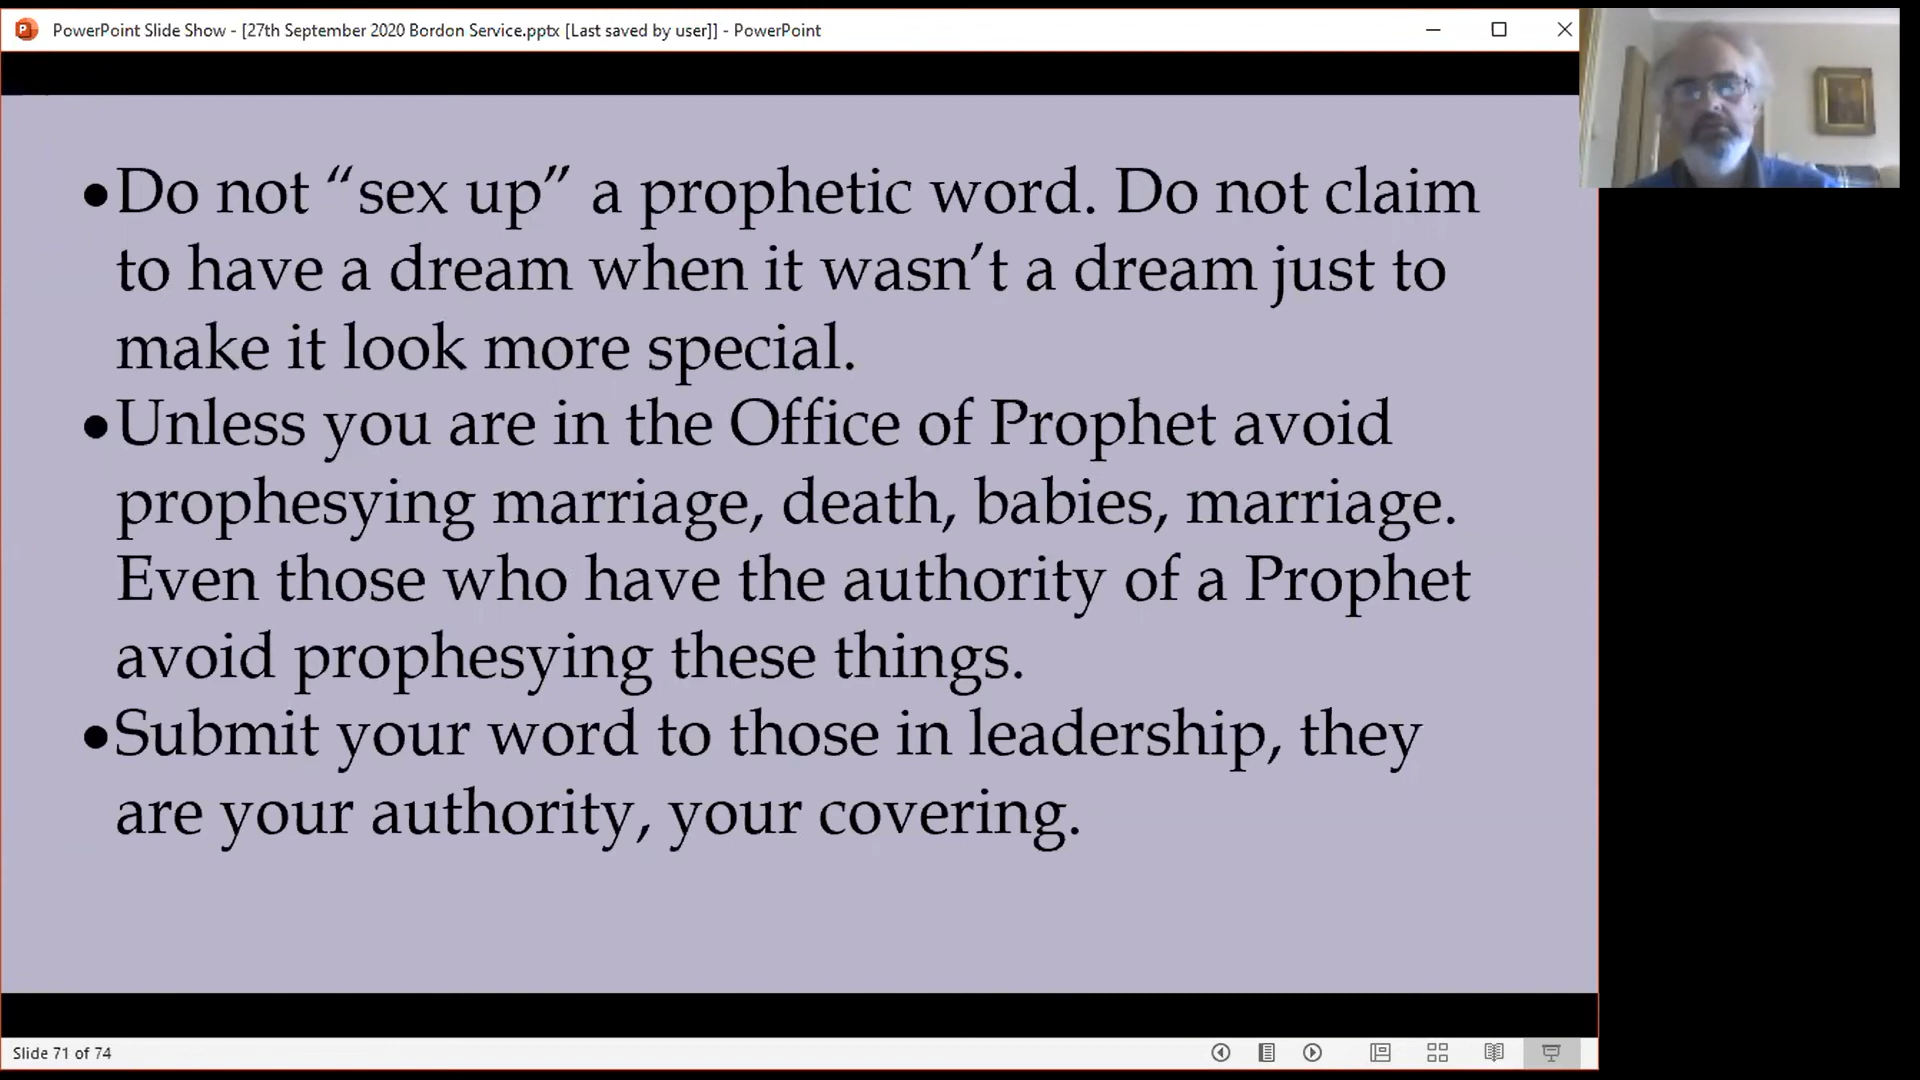 PowerPoint Slide Show - [27th September 2020 Bordon Service.pptx [Last saved by user]] - PowerPoint
•Do not “sex up” a prophetic word. Do not claim
to have a dream when it wasn’t a dream just to
make it look more special.
•Unless you are in the Office of Prophet avoid
prophesying marriage, death, babies, marriage.
Even those who have the authority of a Prophet
avoid prophesying these things.
•Submit your word to those in leadership, they
are your authority, your covering.
Slide 71 of 74